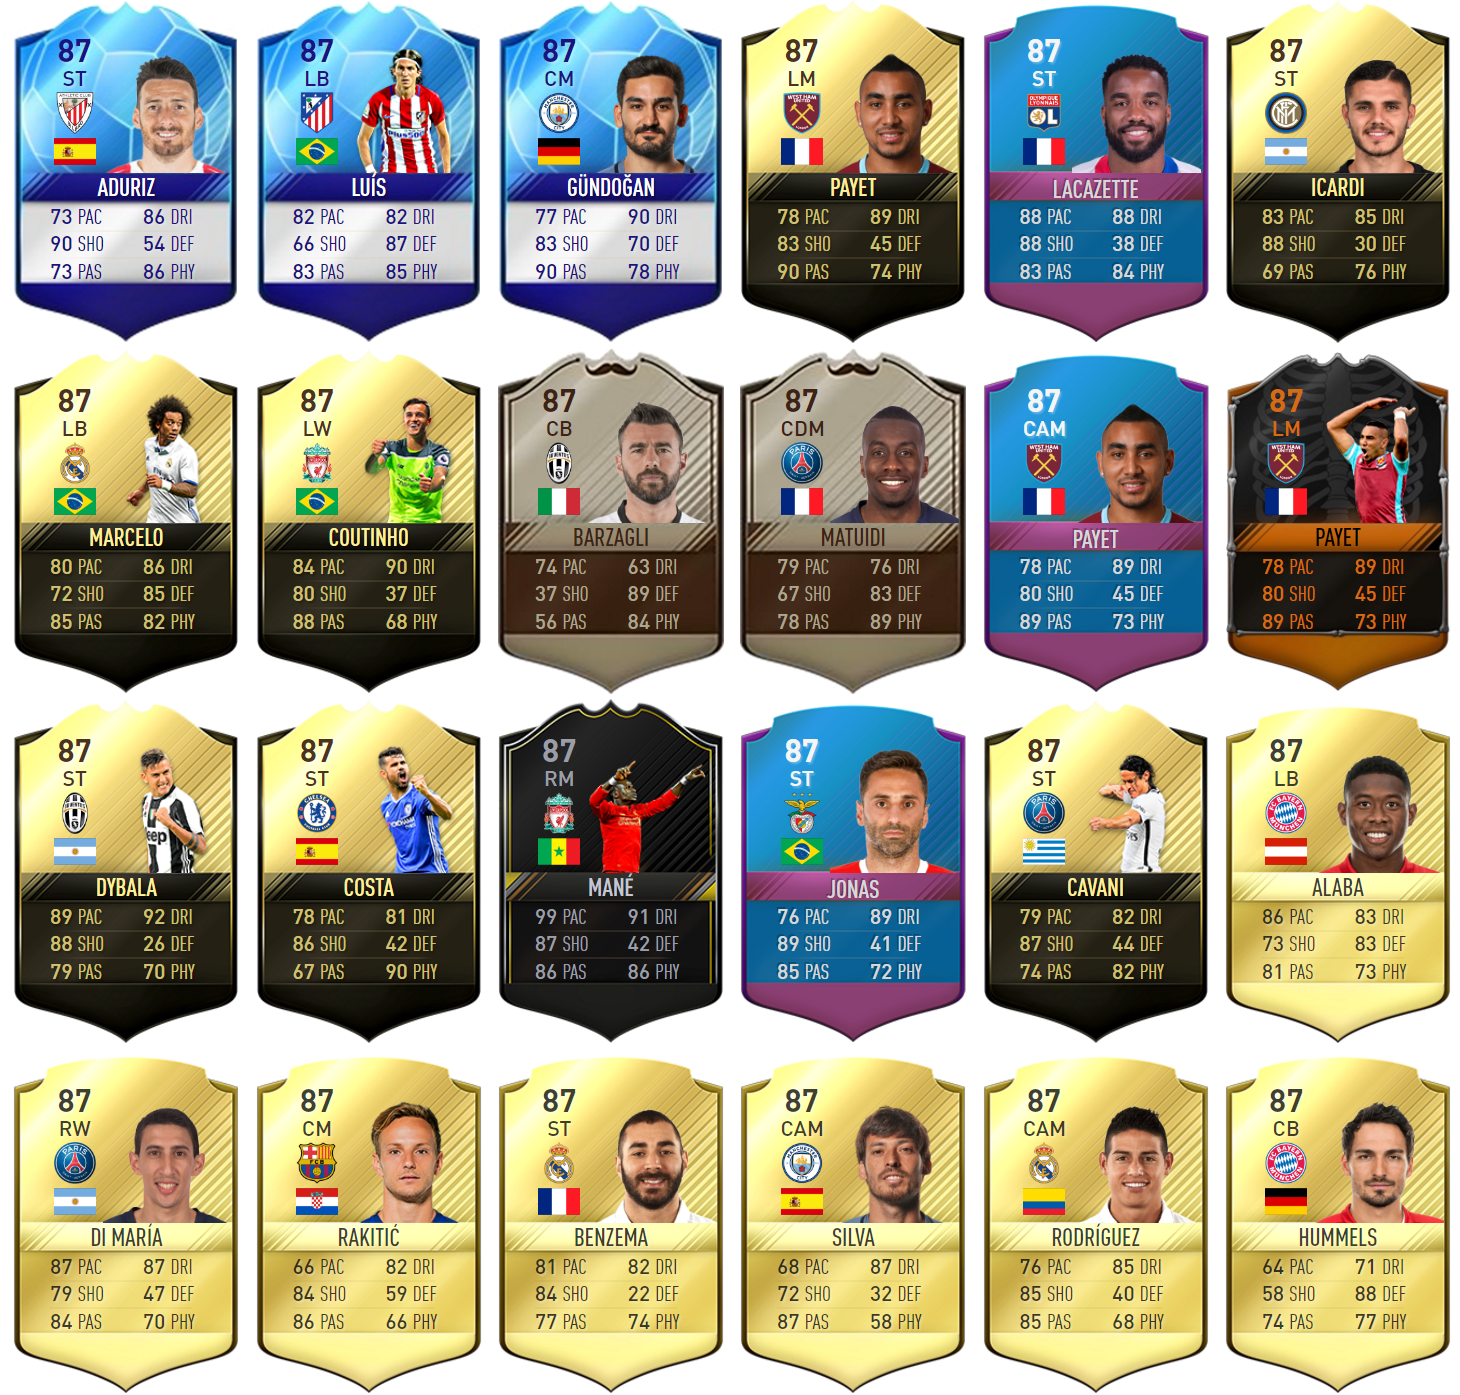 87
ST
ADURIZ
73 PAC 86 DRI
90 SHO 54 DEF
73 PAS 86 PHY
87
LB
LUÍS
82 PAC 82 DRI
66 SHO 87 DEF
83 PAS 85 PHY
87
CM
GÜNDOĞAN
77 PAC 90 DRI
83 SHO 70 DEF
90 PAS 78 PHY
87
LM
PAYET
78 PAC 89 DRI
83 SHO 45 DEF
90 PAS 74 PHY
87
ST
LACAZETTE
88 PAC 88 DRI
88 SHO 38 DEF
83 PAS 84 PHY
87
ST
ICARDI
83 PAC 85 DRI
88 SHO 30 DEF
69 PAS 76 PHY
87
LB
MARCELO
80 PAC 86 DRI
72 SHO 85 DEF
85 PAS 82 PHY
87
LW
COUTINHO
84 PAC 90 DRI
80 SHO 37 DEF
88 PAS 68 PHY
87
CB
BARZAGLI
74 PAC 63 DRI
37 SHO 89 DEF
56 PAS 84 PHY
87
CDM
MATUIDI
79 PAC 76 DRI
67 SHO 83 DEF
78 PAS 89 PHY
87
CAM
PAYET
78 PAC 89 DRI
80 SHO 45 DEF
89 PAS 73 PHY
87
LM
PAYET
78 PAC 89 DRI
80 SHO 45 DEF
89 PAS 73 PHY
87
ST
DYBALA
89 PAC 92 DRI
88 SHO 26 DEF
79 PAS 70 PHY
87
ST
COSTA
78 PAC 81 DRI
86 SHO 42 DEF
67 PAS 90 PHY
87
RM
MANÉ
99 PAC 91 DRI
87 SHO 42 DEF
86 PAS 86 PHY
87
ST
JONAS
76 PAC 89 DRI
89 SHO 41 DEF
85 PAS 72 PHY
87
ST
CAVANI
79 PAC 82 DRI
87 SHO 44 DEF
74 PAS 82 PHY
87
LB
ALABA
86 PAC 83 DRI
73 SHO 83 DEF
81 PAS 73 PHY
87
RW
DI MARÍA
87 PAC 87 DRI
79 SHO 47 DEF
84 PAS 70 PHY
87
CM
RAKITIĆ
66 PAC 82 DRI
84 SHO 59 DEF
86 PAS 66 PHY
87
ST
BENZEMA
81 PAC 82 DRI
84 SHO 22 DEF
77 PAS 74 PHY
87
CAM
SILVA
68 PAC 87 DRI
72 SHO 32 DEF
87 PAS 58 PHY
87
CAM
RODRÍGUEZ
76 PAC 85 DRI
85 SHO 40 DEF
85 PAS 68 PHY
87
CB
HUMMELS
64 PAC 71 DRI
58 SHO 88 DEF
74 PAS 77 PHY